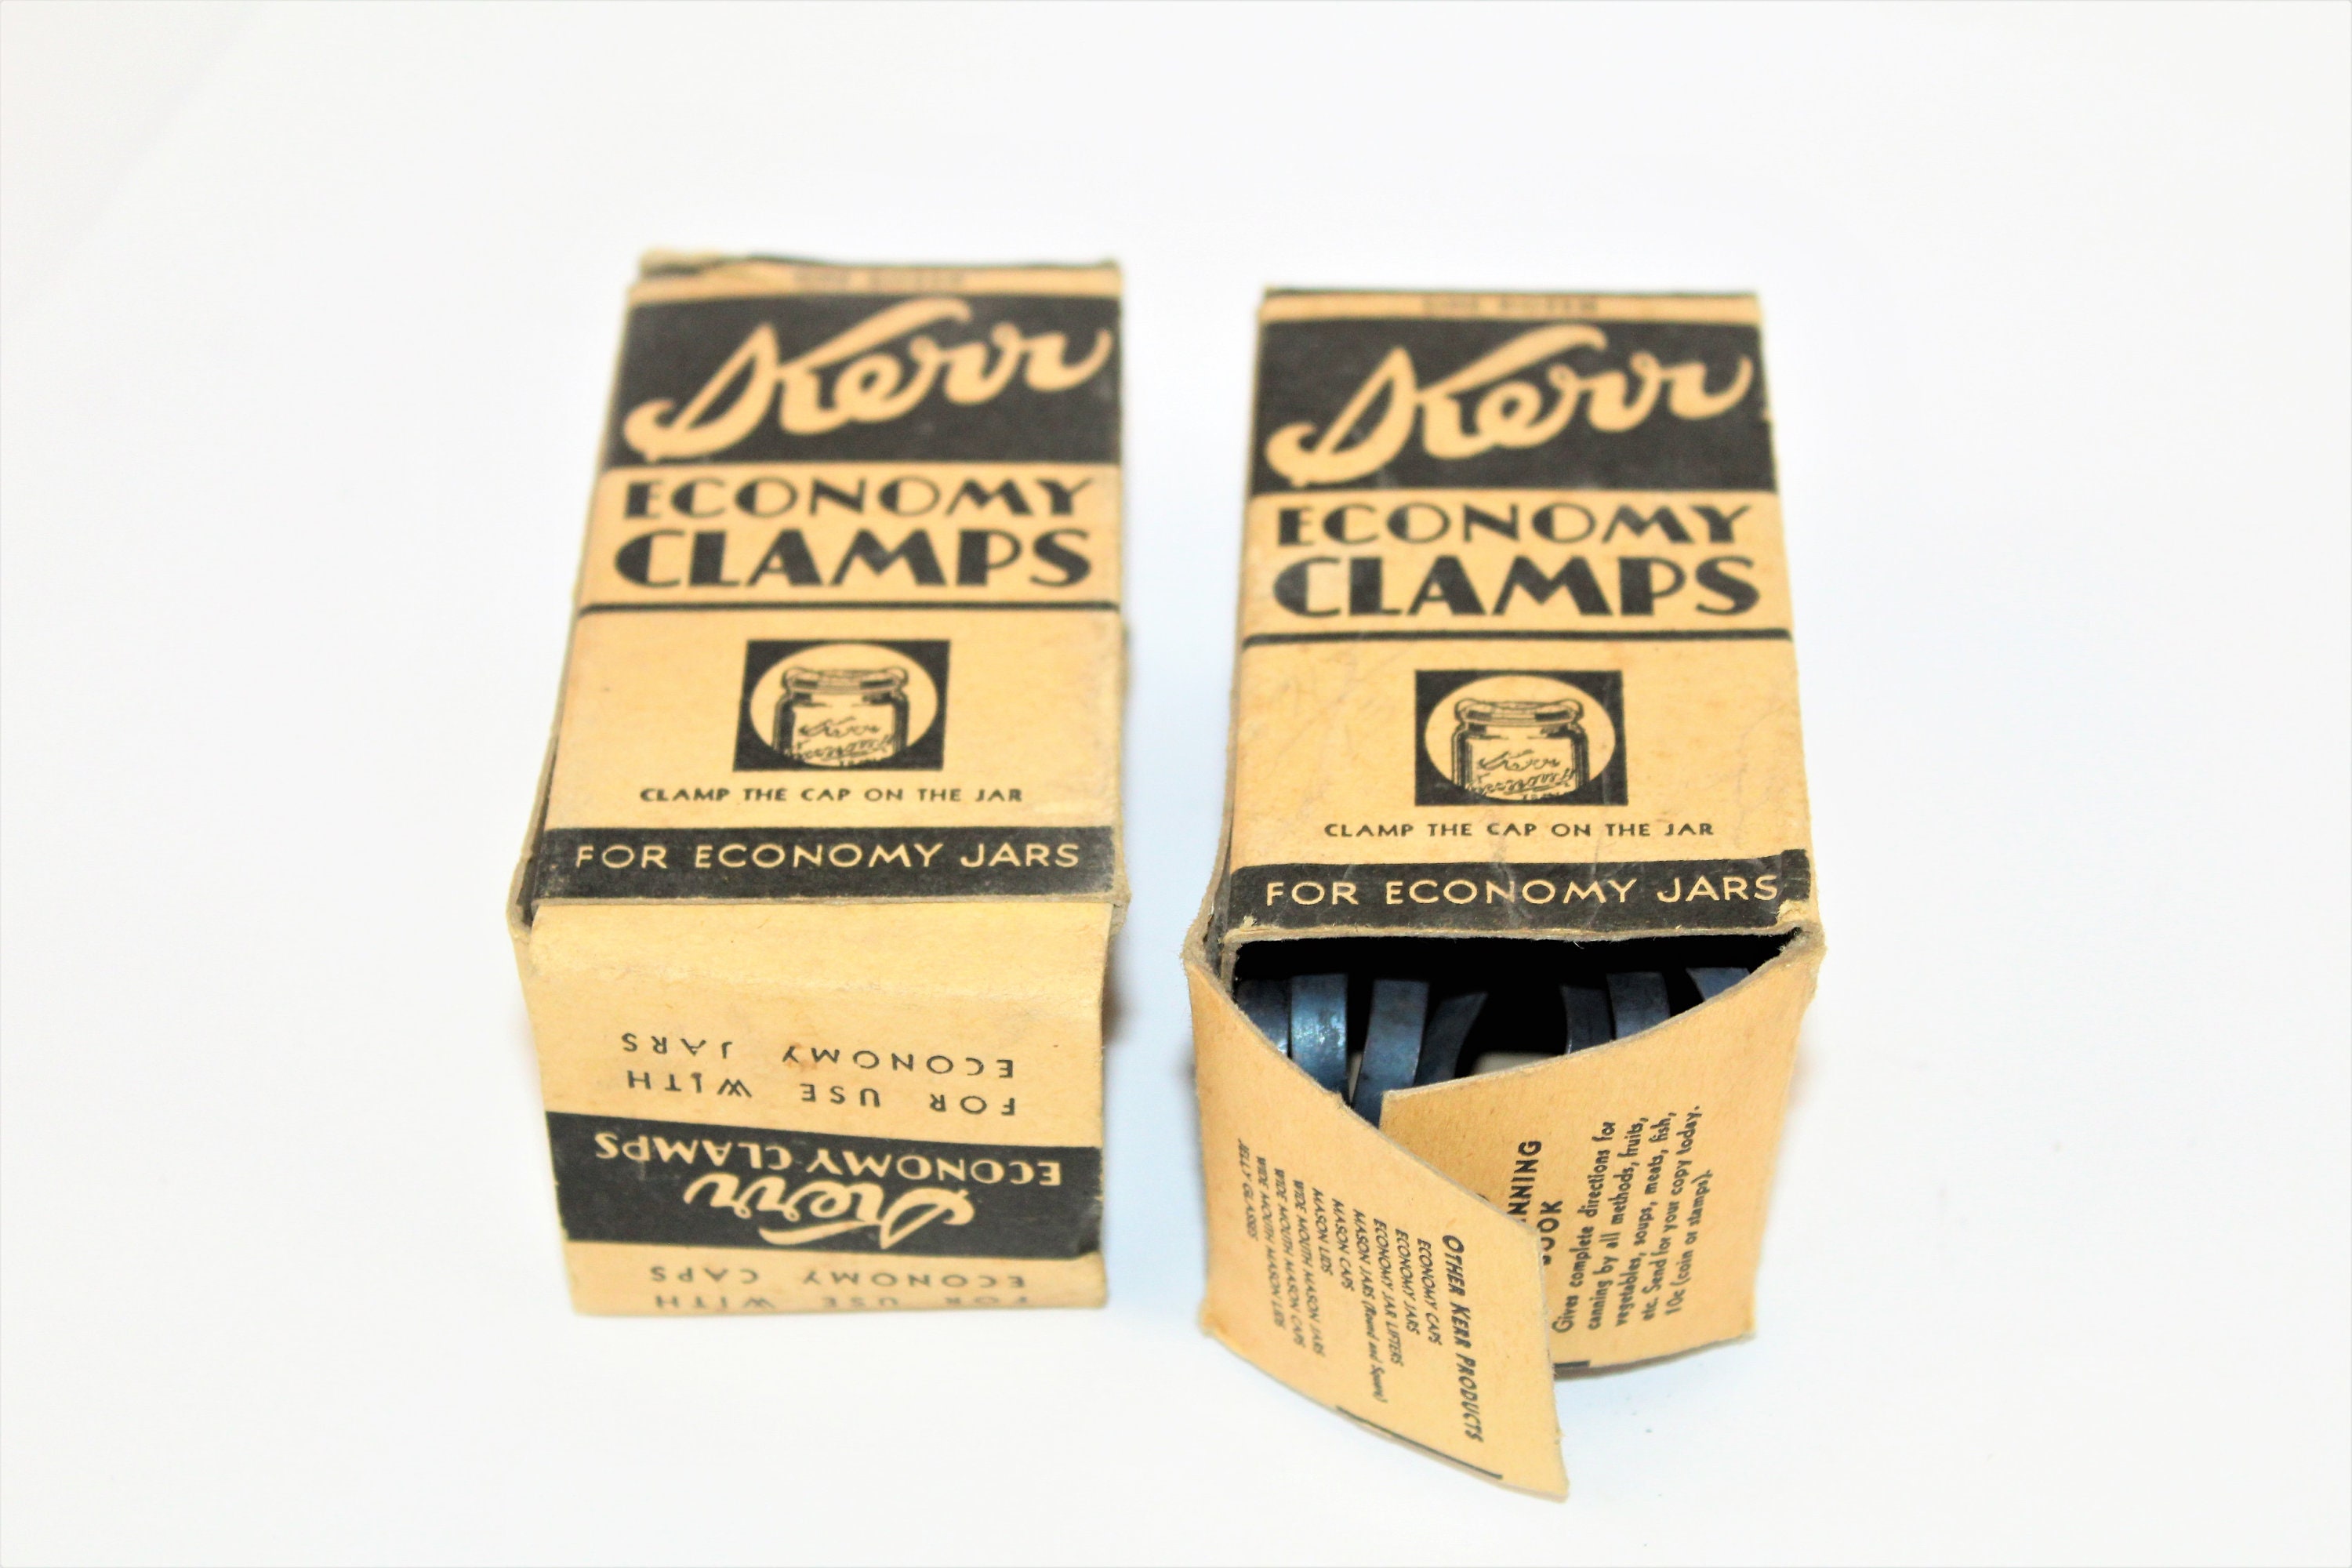 Kerr
ECONOMY
CLAMPS
Kerr
CLAMP THE CAP ON THE JAR
FOR ECONOMY JARS
FOR USE WITH
ECONOMY JARS
Kerr
ECONOMY CLAMPS
FOR USE WITH
ECONOMY CAPS
Kerr
ECONOMY
CLAMPS
Kerr
CLAMP THE CAP ON THE JAR
FOR ECONOMY JARS
OTHER KERR PRODUCTS
ECONOMY CAPS
ECONOMY JARS
ECONOMY JAR LIFTERS
MASON JARS (Round and Square)
MASON CAPS
MASON LIDS
WIDE MOUTH MASON JARS
WIDE MOUTH MASON CAPS
WIDE MOUTH MASON LIDS
JELLY GLASSES
NNING
OOK
Gives complete directions for
canning by all methods, fruits,
vegetables, soups, meats, fish,
etc. Send for your copy today.
10c (coin or stamps).